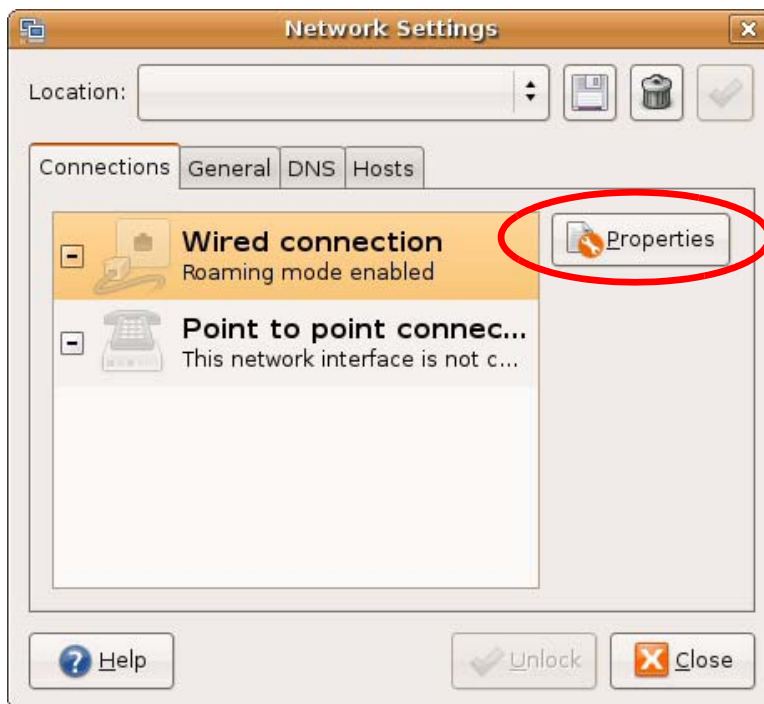 Network Settings
Location:
Connections General DNS Hosts
Wired connection
Roaming mode enabled
Properties
Point to point connec...
This network interface is not c...
Help Unlock Close